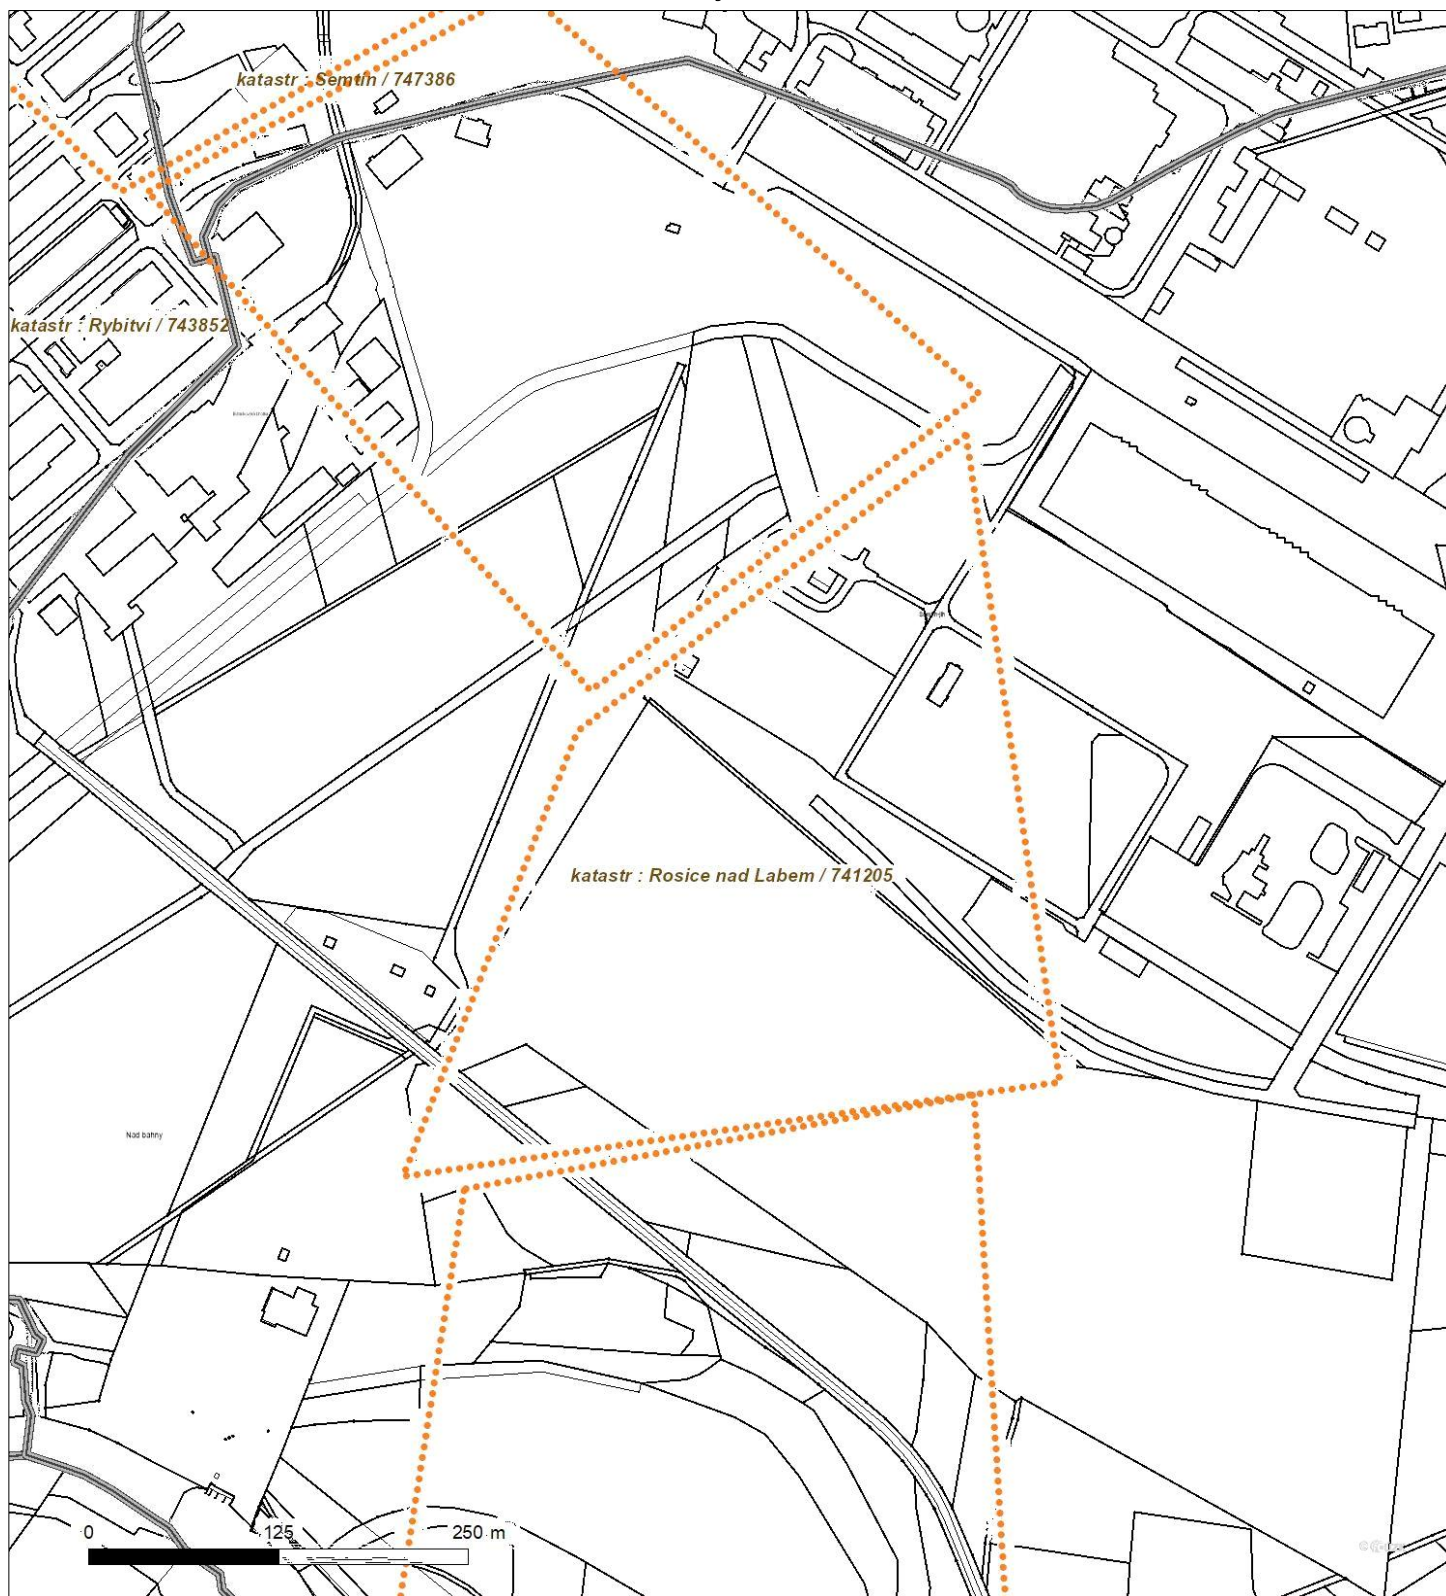 katastr : Semtín / 747386
katastr : Rybitví / 743852
katastr : Rosice nad Labem / 741205
Nad bahny
0 125 250 m